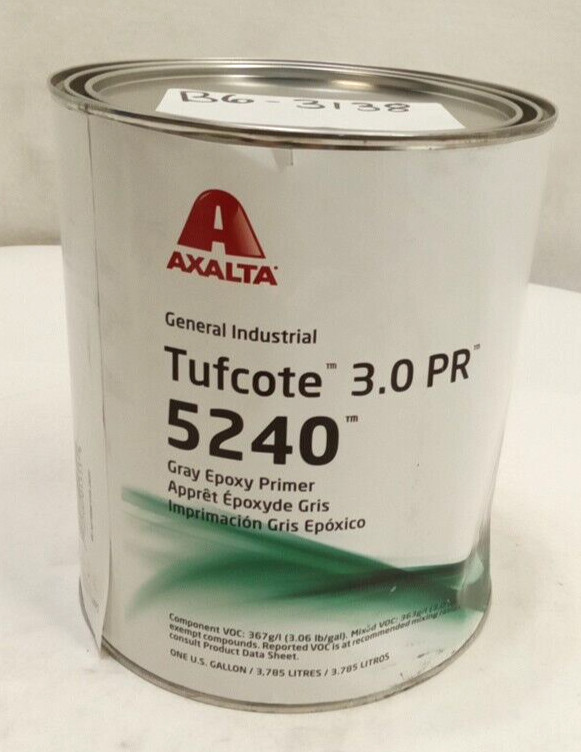 B6-3138
AXALTA
General Industrial
Tufcote™ 3.0 PR™
5240™
Gray Epoxy Primer
Apprêt Époxyde Gris
Imprimación Gris Epóxico
Component VOC: 367g/l (3.06 lb/gal). Mixed VOC: 363g/l
exempt compounds. Reported VOC is at recommended mixing
consult Product Data Sheet.
ONE U.S. GALLON / 3,785 LITRES / 3.785 LITROS